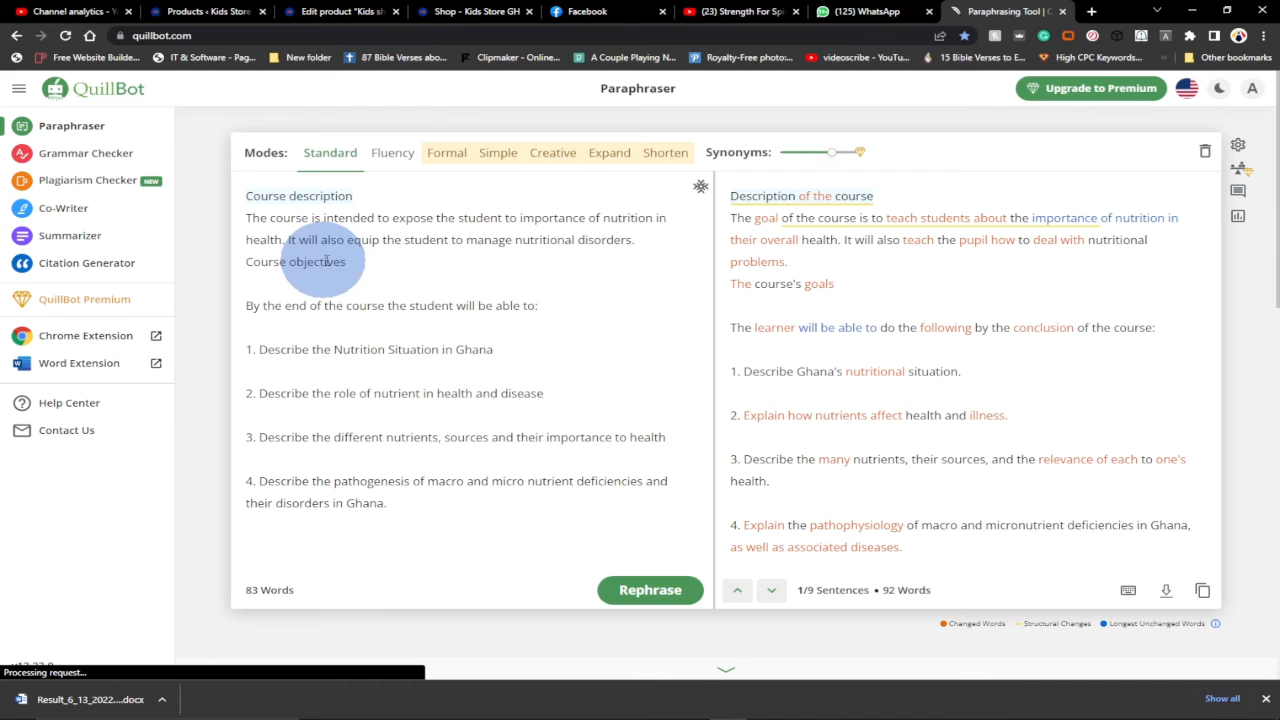 Channel analytics - Y
Products ‹ Kids Store
Edit product "Kids sh
Shop - Kids Store GH
Facebook
(23) Strength For Sp
(125) WhatsApp
Paraphrasing Tool | C
quillbot.com
Free Website Builde...
IT & Software - Pag...
New folder
87 Bible Verses abo...
Clipmaker - Online...
A Couple Playing N...
Royalty-Free photo:...
videoscribe - YouTu...
15 Bible Verses to E...
High CPC Keywords...
Other bookmarks
QuillBot
Paraphraser
Upgrade to Premium
A
Paraphraser
Grammar Checker
Plagiarism Checker NEW
Co-Writer
Summarizer
Citation Generator
QuillBot Premium
Chrome Extension
Word Extension
Help Center
Contact Us
Modes: Standard Fluency Formal Simple Creative Expand Shorten Synonyms:
Course description
The course is intended to expose the student to importance of nutrition in
health. It will also equip the student to manage nutritional disorders.
Course objectives
By the end of the course the student will be able to:
1. Describe the Nutrition Situation in Ghana
2. Describe the role of nutrient in health and disease
3. Describe the different nutrients, sources and their importance to health
4. Describe the pathogenesis of macro and micro nutrient deficiencies and
their disorders in Ghana.
83 Words
Rephrase
Description of the course
The goal of the course is to teach students about the importance of nutrition in
their overall health. It will also teach the pupil how to deal with nutritional
problems.
The course's goals
The learner will be able to do the following by the conclusion of the course:
1. Describe Ghana's nutritional situation.
2. Explain how nutrients affect health and illness.
3. Describe the many nutrients, their sources, and the relevance of each to one's
health.
4. Explain the pathophysiology of macro and micronutrient deficiencies in Ghana,
as well as associated diseases.
1/9 Sentences • 92 Words
Changed Words
Structural Changes
Longest Unchanged Words
Processing request...
Result_6_13_2022....docx
Show all